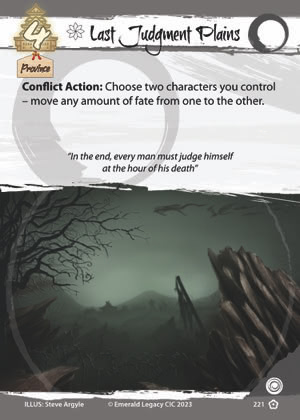 4
Last Judgment Plains
Province
Conflict Action: Choose two characters you control
– move any amount of fate from one to the other.
“In the end, every man must judge himself
at the hour of his death”
ILLUS: Steve Argyle
© Emerald Legacy CIC 2023
221